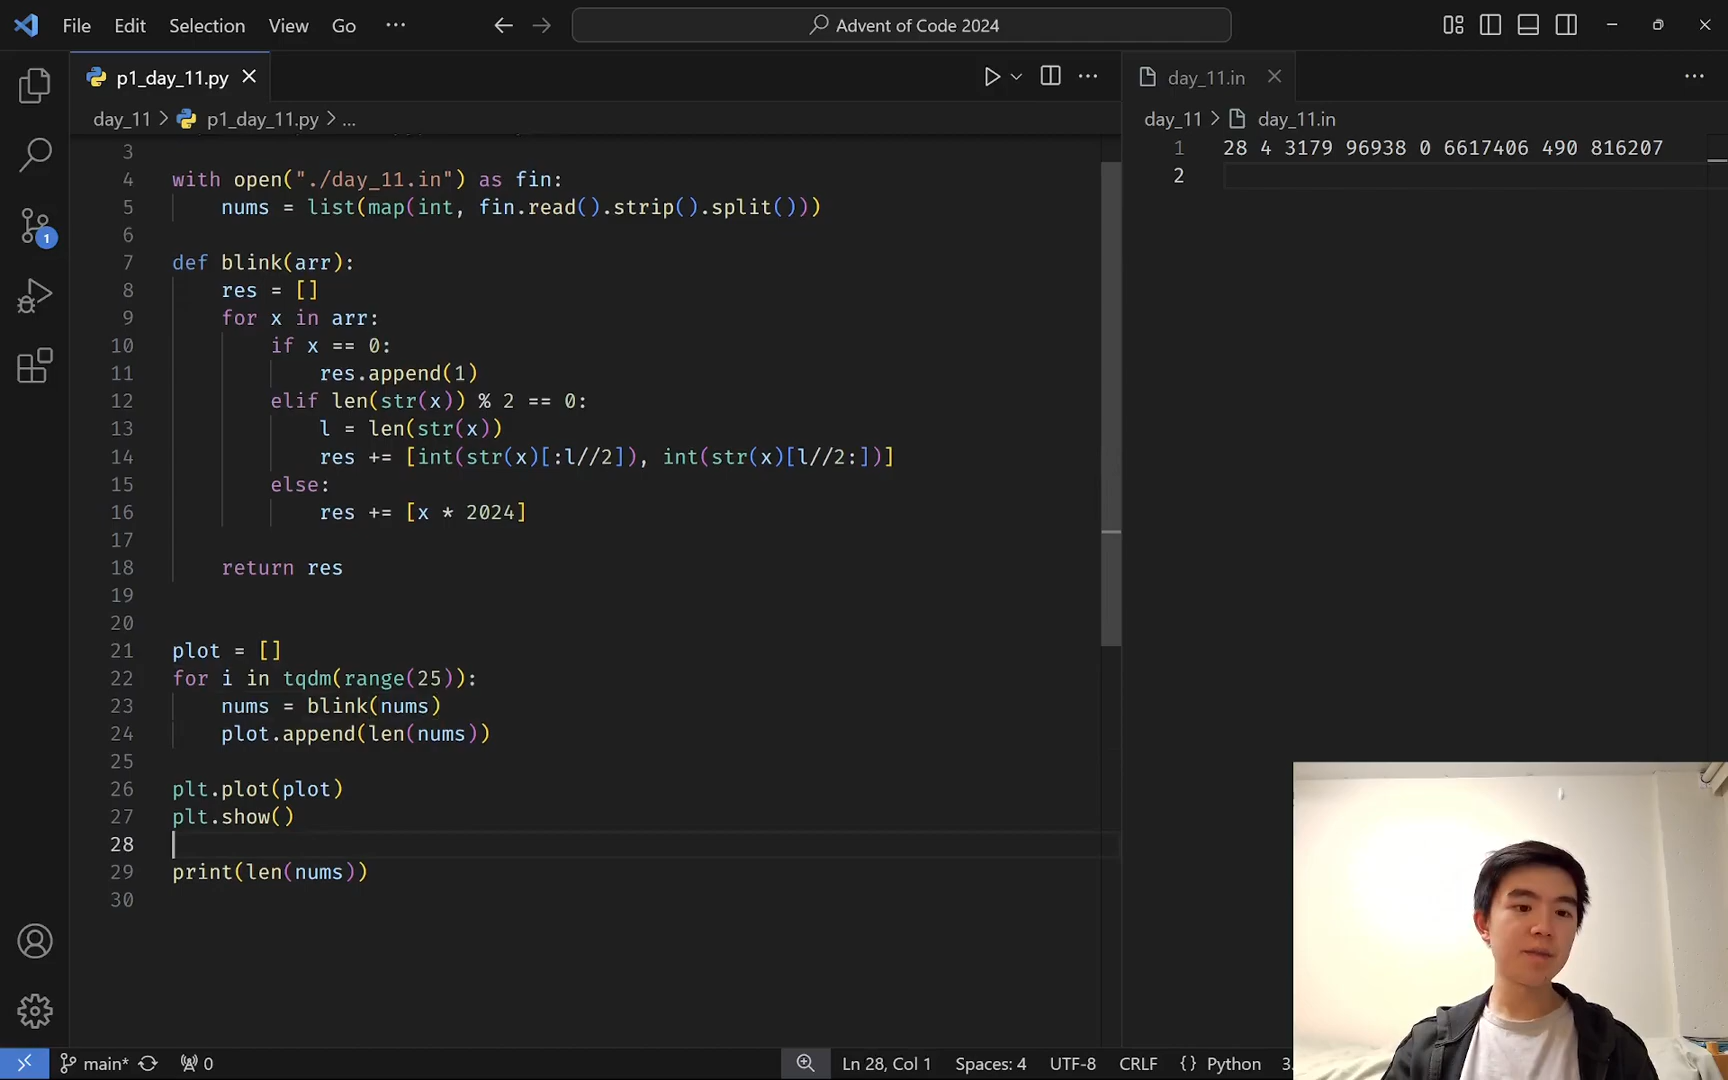 File Edit Selection View Go ··· Advent of Code 2024
p1_day_11.py
day_11 > p1_day_11.py > ...
3
4 with open("./day_11.in") as fin:
5 nums = list(map(int, fin.read().strip().split()))
6
7 def blink(arr):
8 res = []
9 for x in arr:
10 if x == 0:
11 res.append(1)
12 elif len(str(x)) % 2 == 0:
13 l = len(str(x))
14 res += [int(str(x)[:l//2]), int(str(x)[l//2:])]
15 else:
16 res += [x * 2024]
17
18 return res
19
20
21 plot = []
22 for i in tqdm(range(25)):
23 nums = blink(nums)
24 plot.append(len(nums))
25
26 plt.plot(plot)
27 plt.show()
28
29 print(len(nums))
30
day_11.in
day_11 > day_11.in
1 28 4 3179 96938 0 6617406 490 816207
2
1
main* 0 Ln 28, Col 1 Spaces: 4 UTF-8 CRLF {} Python 3.